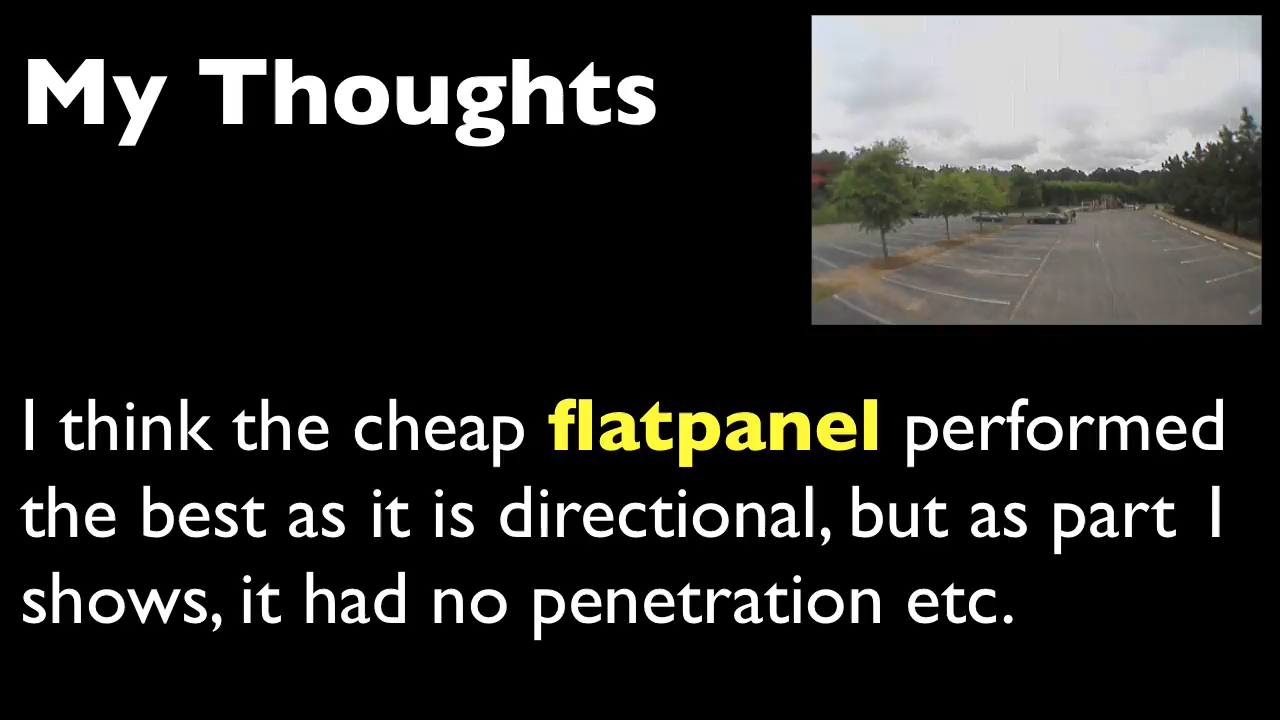 My Thoughts
I think the cheap flatpanel performed
the best as it is directional, but as part 1
shows, it had no penetration etc.